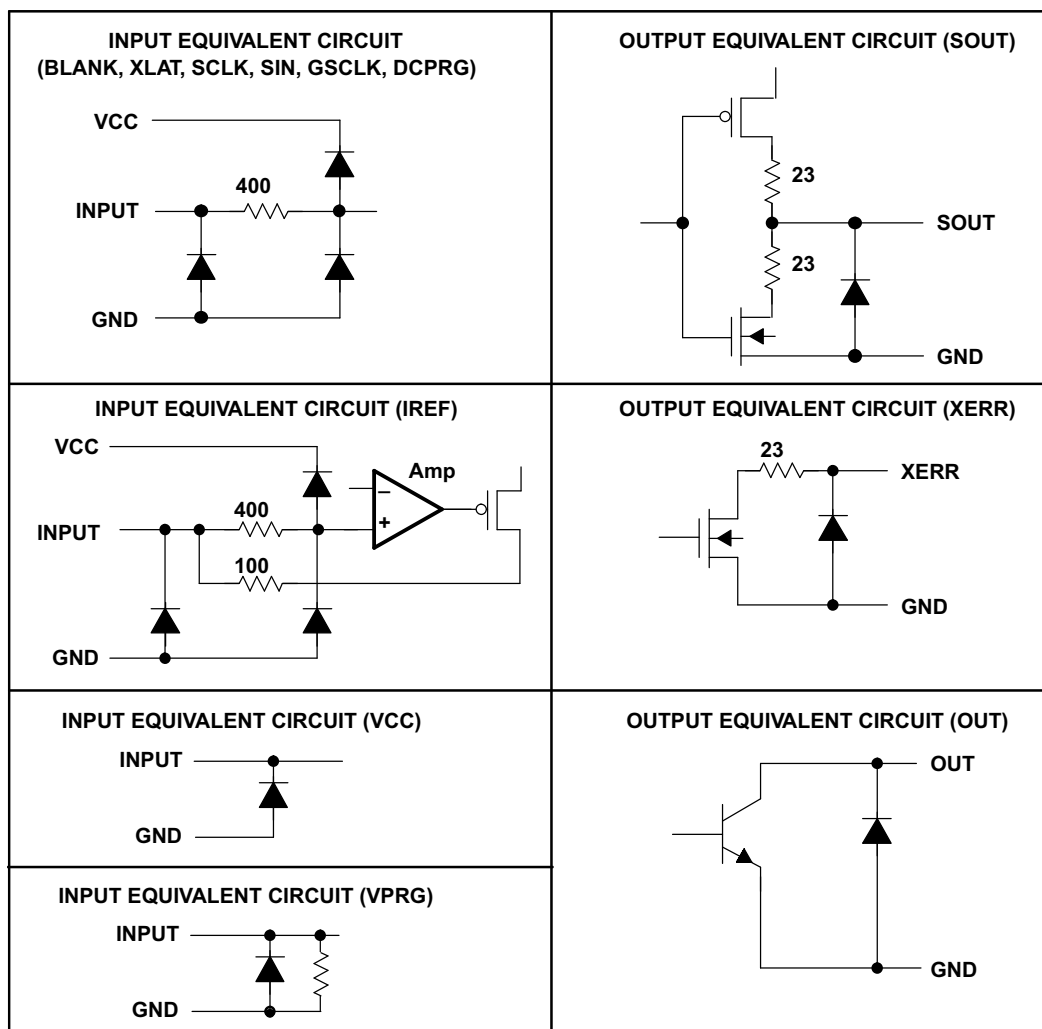 INPUT EQUIVALENT CIRCUIT
(BLANK, XLAT, SCLK, SIN, GSCLK, DCPRG)
VCC
400
INPUT
GND
OUTPUT EQUIVALENT CIRCUIT (SOUT)
23
SOUT
23
GND
INPUT EQUIVALENT CIRCUIT (IREF)
VCC
Amp
−
400
INPUT
+
100
GND
OUTPUT EQUIVALENT CIRCUIT (XERR)
23
XERR
GND
INPUT EQUIVALENT CIRCUIT (VCC)
INPUT
GND
OUTPUT EQUIVALENT CIRCUIT (OUT)
OUT
GND
INPUT EQUIVALENT CIRCUIT (VPRG)
INPUT
GND